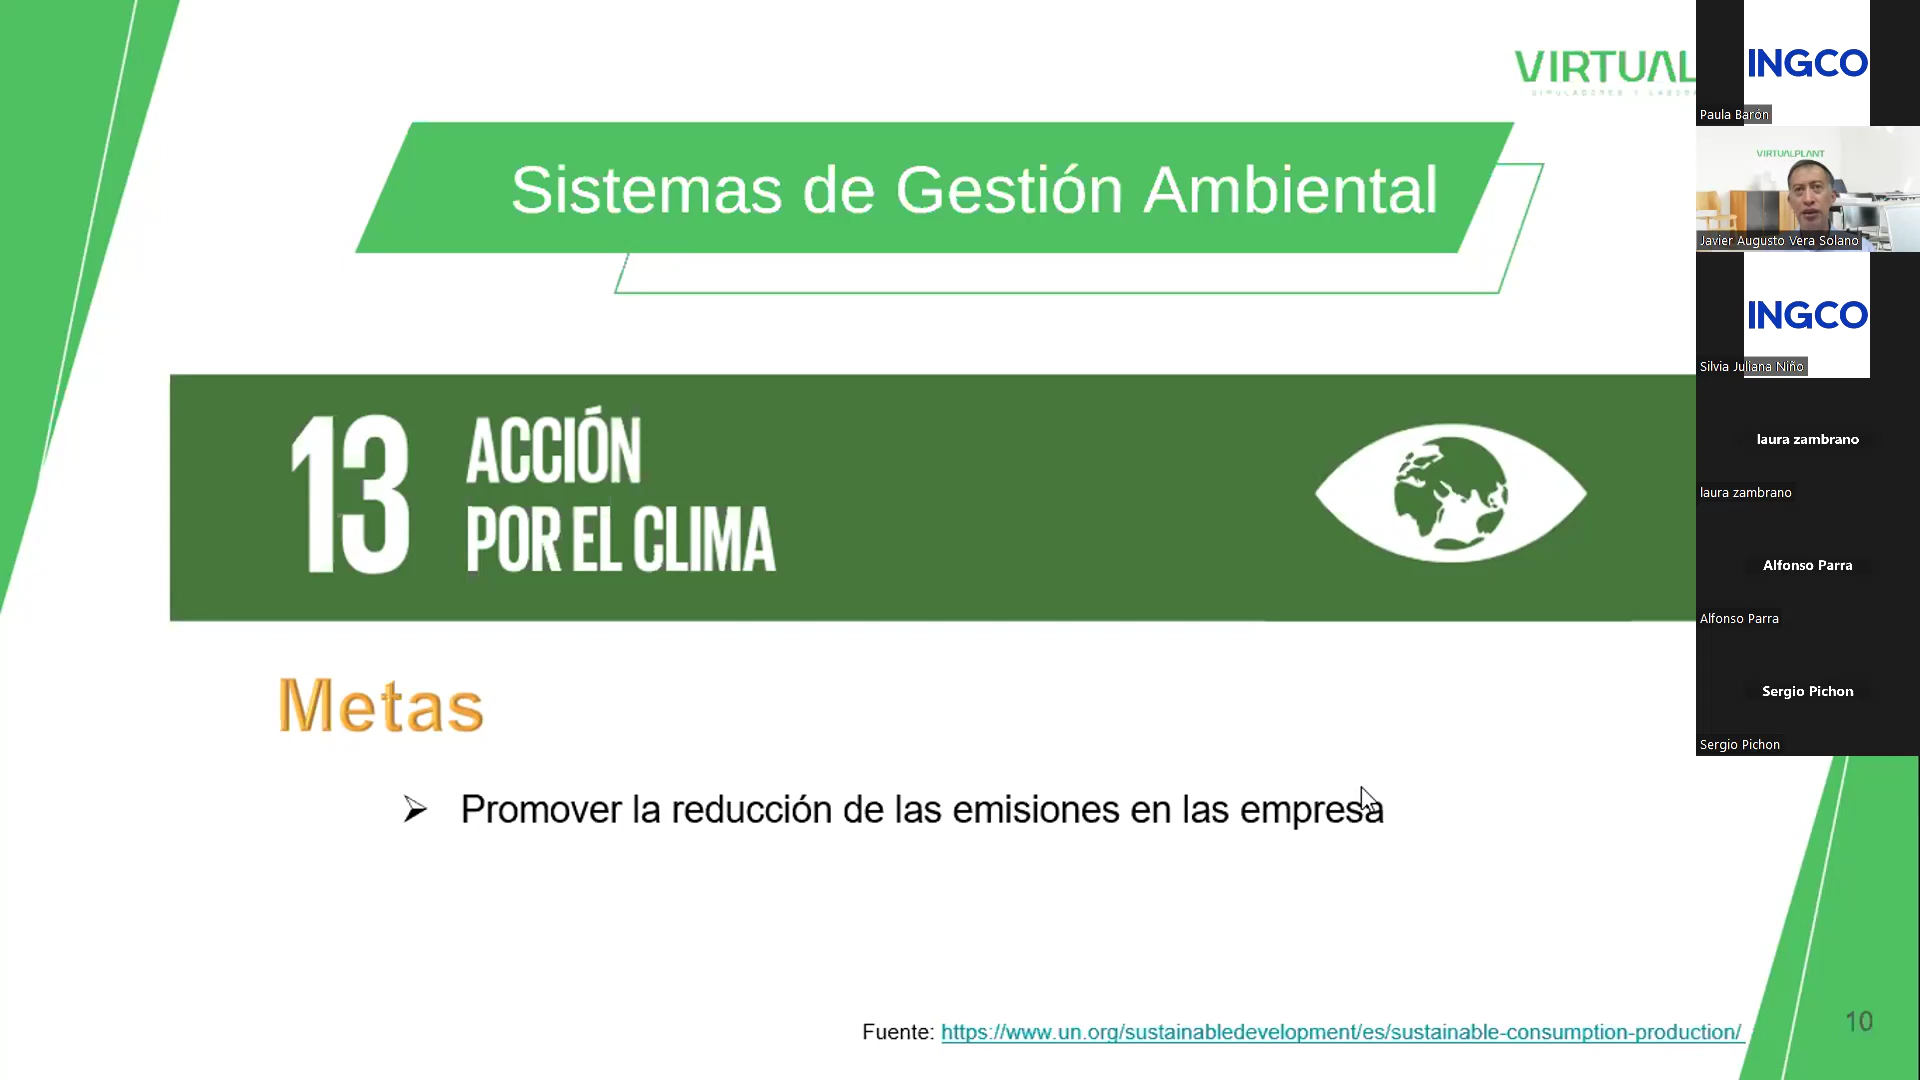 VIRTUAL
Sistemas de Gestión Ambiental
13
ACCIÓN
POR EL CLIMA
Metas
➢ Promover la reducción de las emisiones en las empresa
Fuente: https://www.un.org/sustainabledevelopment/es/sustainable-consumption-production/
10
INGCO
Paula Barón
VIRTUALPLANT
Javier Augusto Vera Solano
INGCO
Silvia Juliana Niño
laura zambrano
laura zambrano
Alfonso Parra
Alfonso Parra
Sergio Pichon
Sergio Pichon